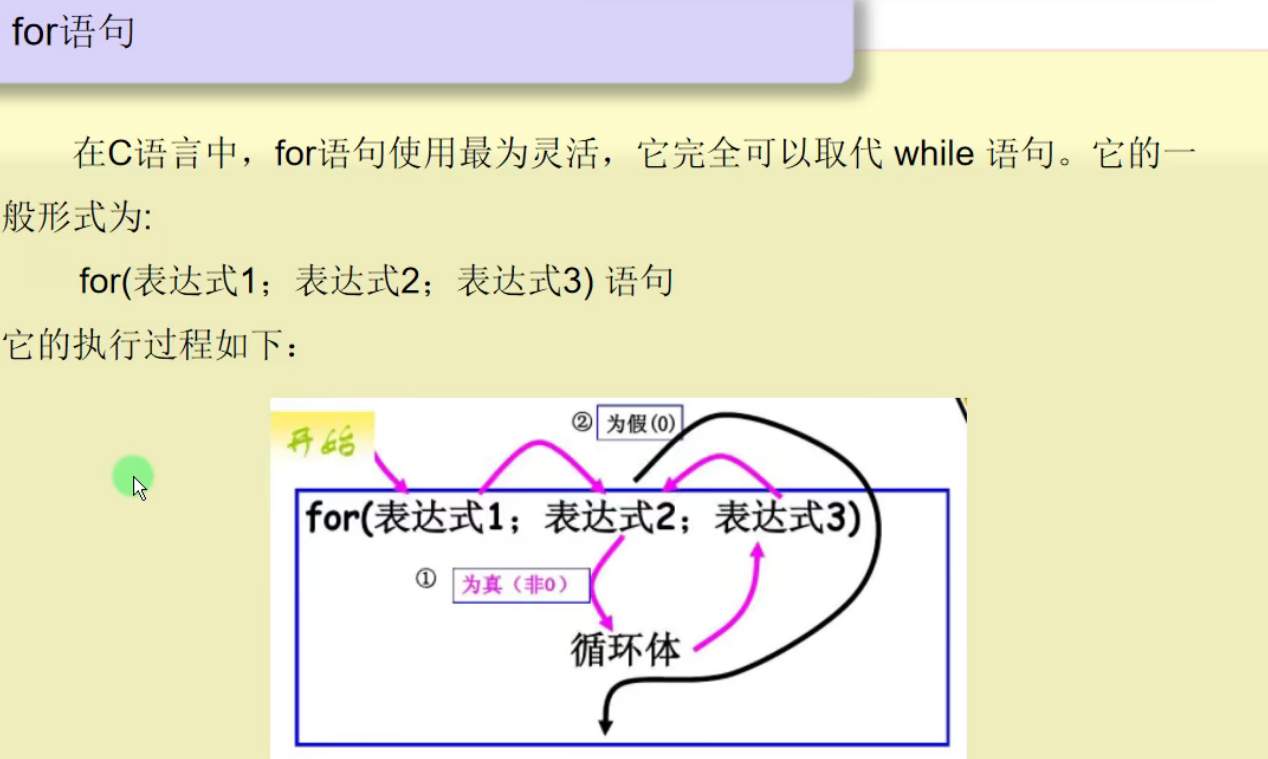 for语句
在C语言中，for语句使用最为灵活，它完全可以取代 while 语句。它的一
般形式为:
for(表达式1；表达式2；表达式3) 语句
它的执行过程如下：
开始
② 为假(0)
for(表达式1；表达式2；表达式3)
① 为真（非0）
循环体